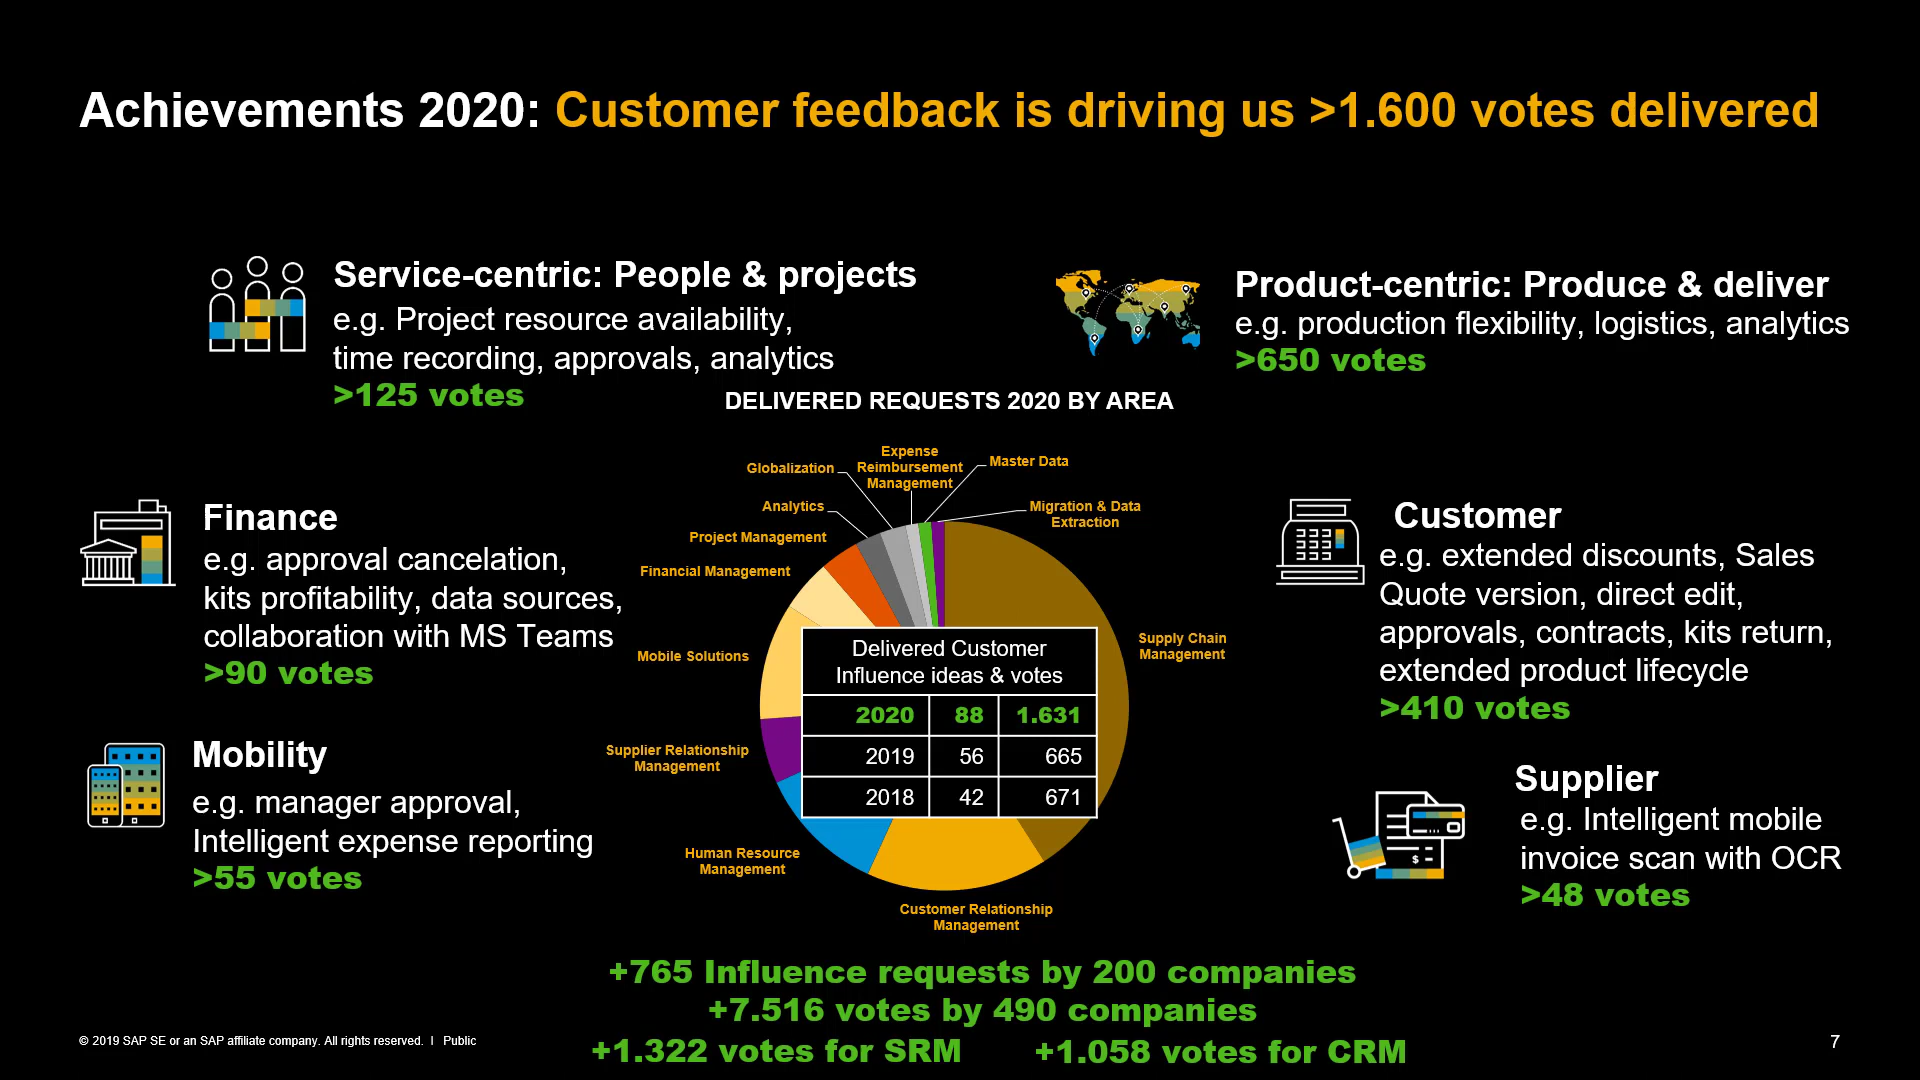 Achievements 2020: Customer feedback is driving us >1.600 votes delivered
Service-centric: People & projects
e.g. Project resource availability,
time recording, approvals, analytics
>125 votes
Product-centric: Produce & deliver
e.g. production flexibility, logistics, analytics
>650 votes
DELIVERED REQUESTS 2020 BY AREA
Finance
e.g. approval cancelation,
kits profitability, data sources,
collaboration with MS Teams
>90 votes
Mobility
e.g. manager approval,
Intelligent expense reporting
>55 votes
Expense
Reimbursement
Management
Globalization
Master Data
Analytics
Migration & Data
Extraction
Project Management
Financial Management
Mobile Solutions
Supply Chain
Management
Supplier Relationship
Management
Human Resource
Management
Customer Relationship
Management
Delivered Customer
Influence ideas & votes
2020 88 1.631
2019 56 665
2018 42 671
Customer
e.g. extended discounts, Sales
Quote version, direct edit,
approvals, contracts, kits return,
extended product lifecycle
>410 votes
Supplier
e.g. Intelligent mobile
invoice scan with OCR
>48 votes
$
+765 Influence requests by 200 companies
+7.516 votes by 490 companies
+1.322 votes for SRM +1.058 votes for CRM
© 2019 SAP SE or an SAP affiliate company. All rights reserved. I Public
7